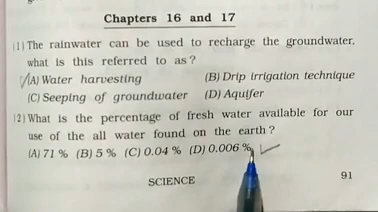 Chapters 16 and 17
(1) The rainwater can be used to recharge the groundwater,
what is this referred to as?
(A) Water harvesting (B) Drip irrigation technique
(C) Seeping of groundwater (D) Aquifer
(2) What is the percentage of fresh water available for our
use of the all water found on the earth?
(A) 71 % (B) 5 % (C) 0.04 % (D) 0.006 %
SCIENCE 91